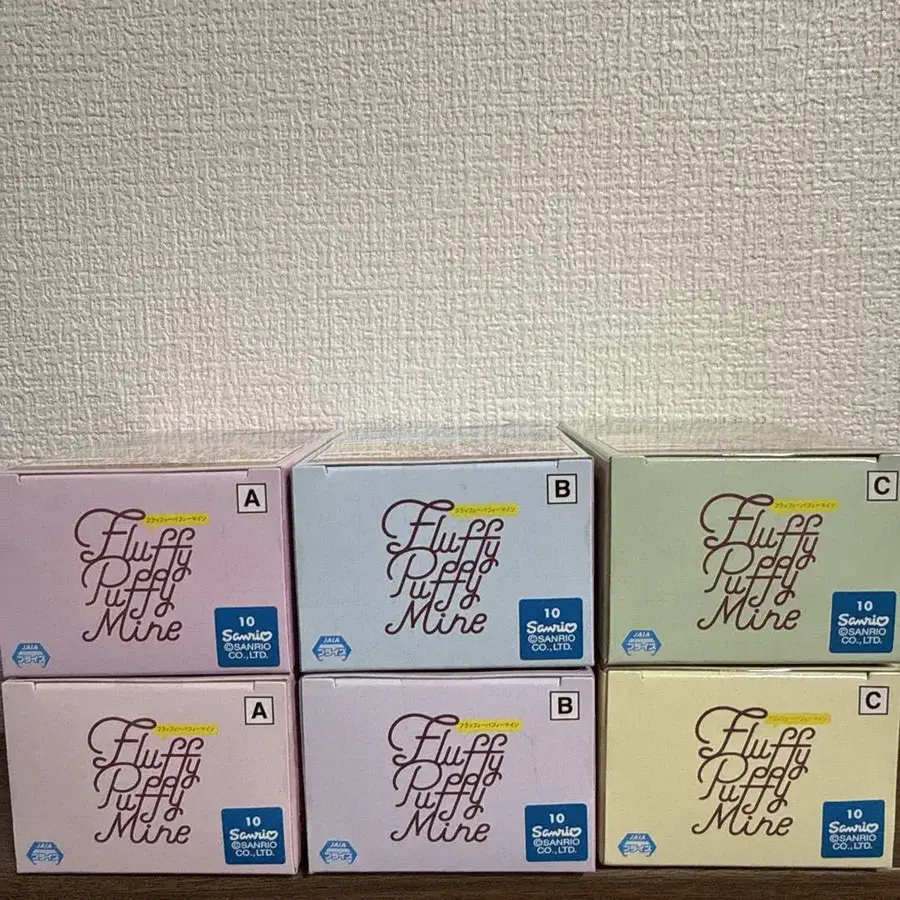 A
フラッフィーパフィーマイン
Fluffy
Puffy
Mine
JAIA
プライズ
10
Sanrio
©SANRIO
CO.,LTD.
B
フラッフィーパフィーマイン
Fluffy
Puffy
Mine
JAIA
プライズ
10
Sanrio
©SANRIO
CO.,LTD.
C
フラッフィーパフィーマイン
Fluffy
Puffy
Mine
JAIA
プライズ
10
Sanrio
©SANRIO
CO.,LTD.
A
フラッフィーパフィーマイン
Fluffy
Puffy
Mine
JAIA
プライズ
10
Sanrio
©SANRIO
CO.,LTD.
B
フラッフィーパフィーマイン
Fluffy
Puffy
Mine
JAIA
プライズ
10
Sanrio
©SANRIO
CO.,LTD.
C
フラッフィーパフィーマイン
Fluffy
Puffy
Mine
JAIA
プライズ
10
Sanrio
©SANRIO
CO.,LTD.